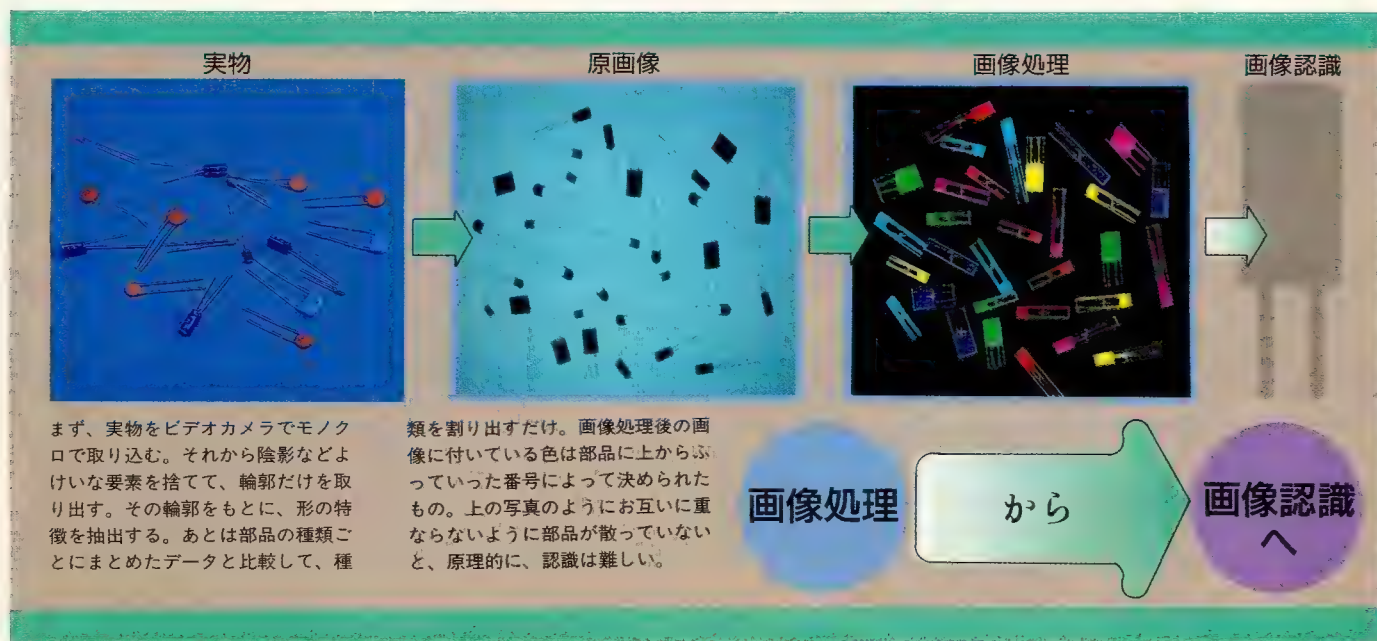 実物
原画像
画像処理
画像認識
まず、実物をビデオカメラでモノク
ロで取り込む。それから陰影などよ
けいな要素を捨てて、輪郭だけを取
り出す。その輪郭をもとに、形の特
徴を抽出する。あとは部品の種類ご
とにまとめたデータと比較して、種
類を割り出すだけ。画像処理後の画
像に付いている色は部品に上からふ
っていった番号によって決められた
もの。上の写真のようにお互いに重
ならないように部品が散っていない
と、原理的に、認識は難しい。
画像処理
から
画像認識
へ